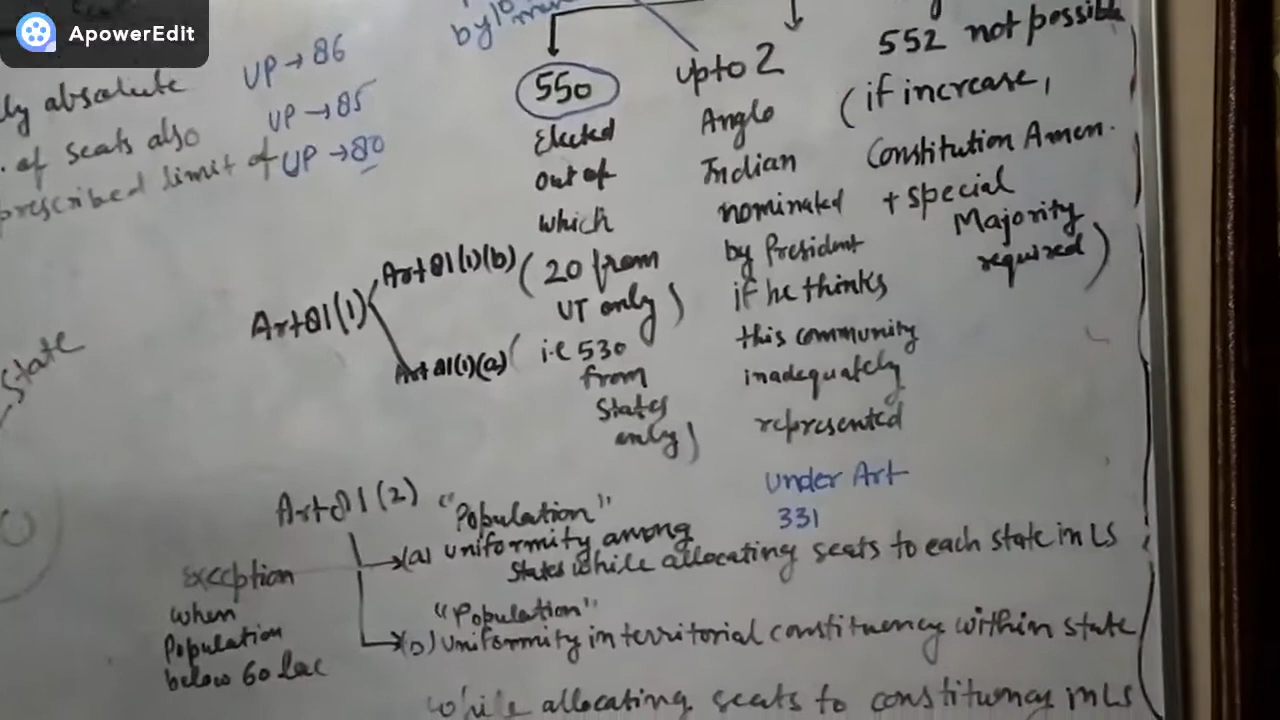 ApowerEdit
by 10
ly absolute
of seats also
prescribed limit of
UP → 86
UP → 85
UP → 80
State
550
Elected
out of
which
(20 from
UT only)
(i.e 530
from
States
only)
Art 81(1)
Art 81(1)(b)
Art 81(1)(a)
upto 2
Anglo
Indian
nominated
by President
if he thinks
this community
inadequately
represented
under Art
331
552 not possible
(if increase,
Constitution Amen.
+ special
Majority
required)
Art 81(2)
"Population"
(a) uniformity among
States while allocating seats to each state in LS
"Population"
(b) Uniformity in territorial constituency within state
while allocating seats to constituency in LS
exception
when
Population
below 60 lac